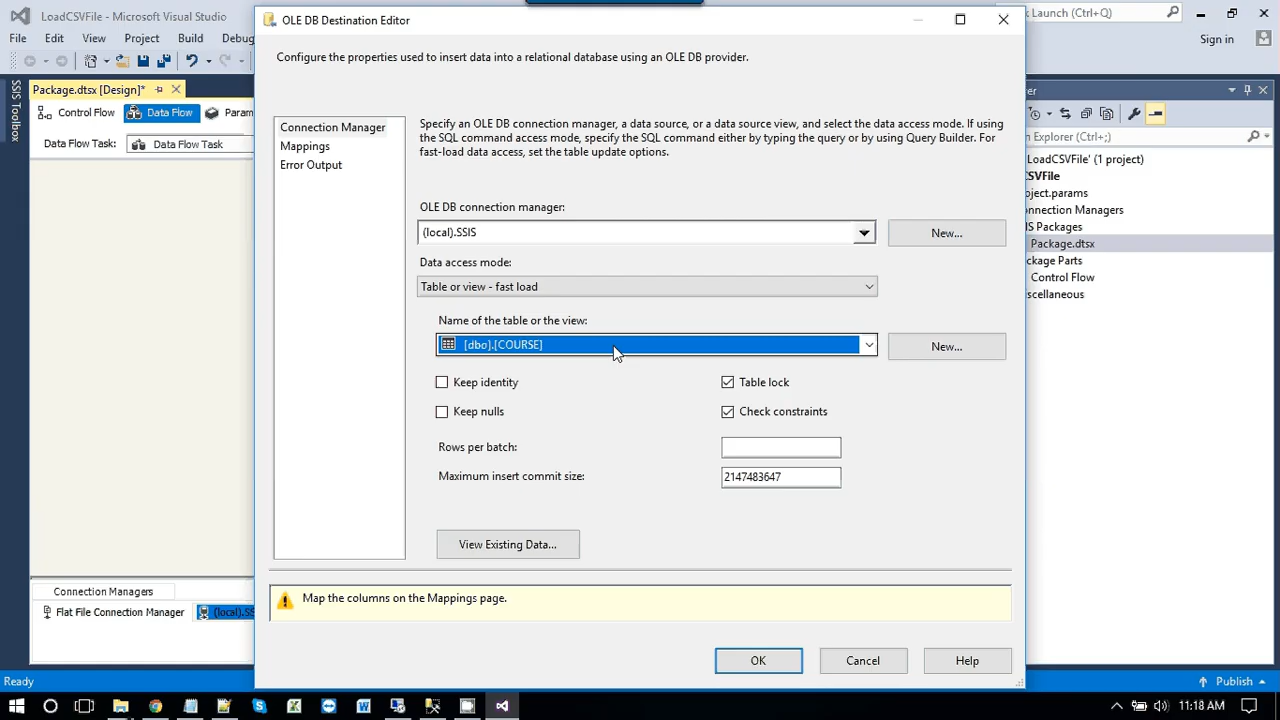 LoadCSVFile - Microsoft Visual Studio
OLE DB Destination Editor
Launch (Ctrl+Q)
File Edit View Project Build Debu
Sign in
Configure the properties used to insert data into a relational database using an OLE DB provider.
Package.dtsx [Design]*
SSIS Toolbox
Control Flow Data Flow Param
Data Flow Task: Data Flow Task
Connection Manager
Mappings
Error Output
Specify an OLE DB connection manager, a data source, or a data source view, and select the data access mode. If using
the SQL command access mode, specify the SQL command either by typing the query or by using Query Builder. For
fast-load data access, set the table update options.
OLE DB connection manager:
(local).SSIS
New...
Data access mode:
Table or view - fast load
Name of the table or the view:
[dbo].[COURSE]
New...
Keep identity
Table lock
Keep nulls
Check constraints
Rows per batch:
Maximum insert commit size:
2147483647
View Existing Data...
Map the columns on the Mappings page.
OK
Cancel
Help
rer
Explorer (Ctrl+;)
LoadCSVFile' (1 project)
CSVFile
oject.params
onnection Managers
IS Packages
Package.dtsx
ckage Parts
Control Flow
iscellaneous
Connection Managers
Flat File Connection Manager (local).SS
Ready
Publish
11:18 AM